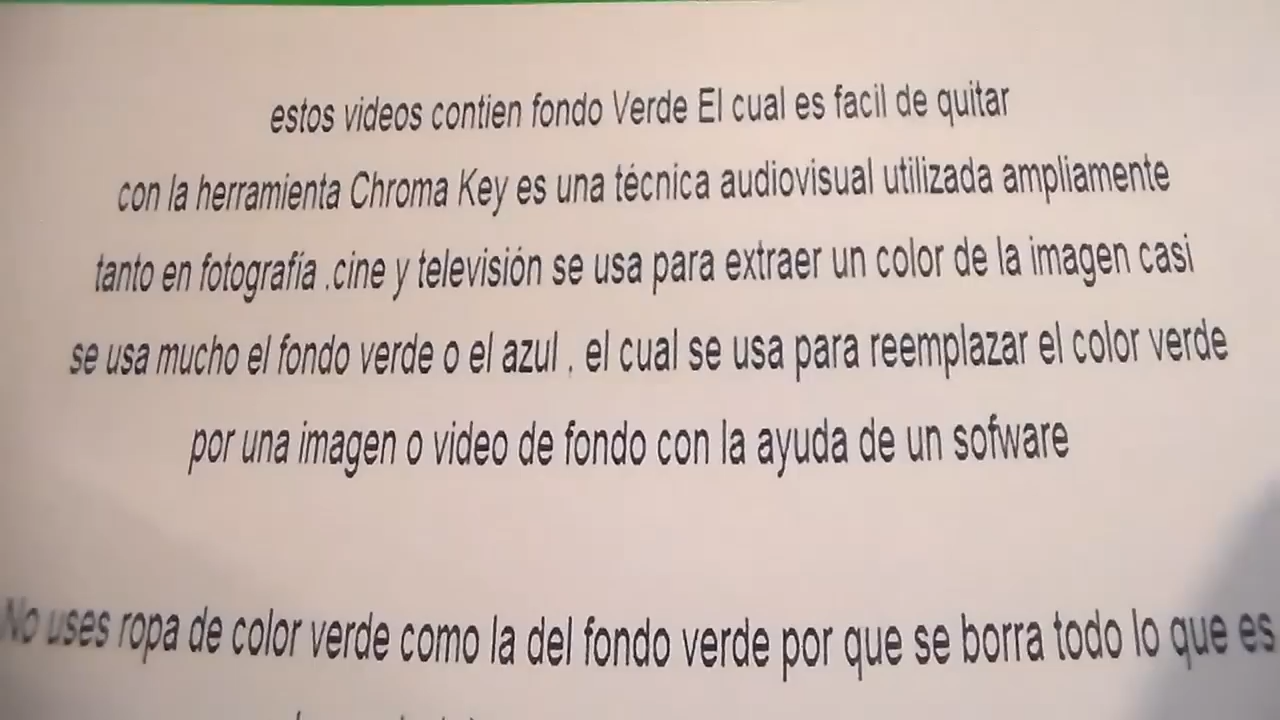 estos videos contien fondo Verde El cual es facil de quitar
con la herramienta Chroma Key es una técnica audiovisual utilizada ampliamente
tanto en fotografía .cine y televisión se usa para extraer un color de la imagen casi
se usa mucho el fondo verde o el azul , el cual se usa para reemplazar el color verde
por una imagen o video de fondo con la ayuda de un sofware
No uses ropa de color verde como la del fondo verde por que se borra todo lo que es